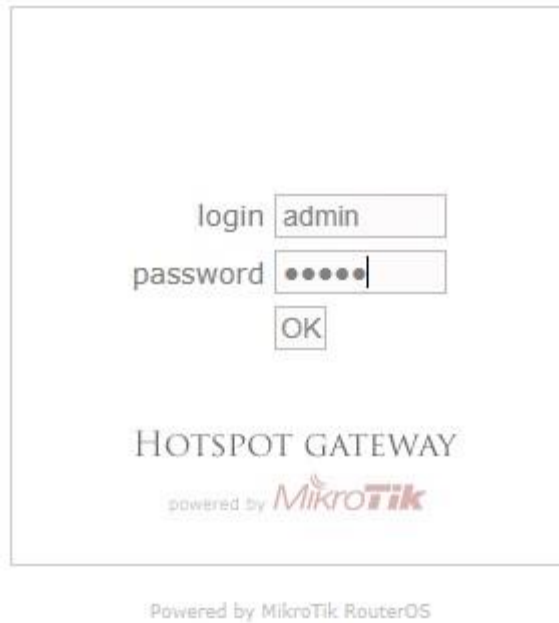 login admin
password •••••
OK
HOTSPOT GATEWAY
powered by MikroTik
Powered by MikroTik RouterOS